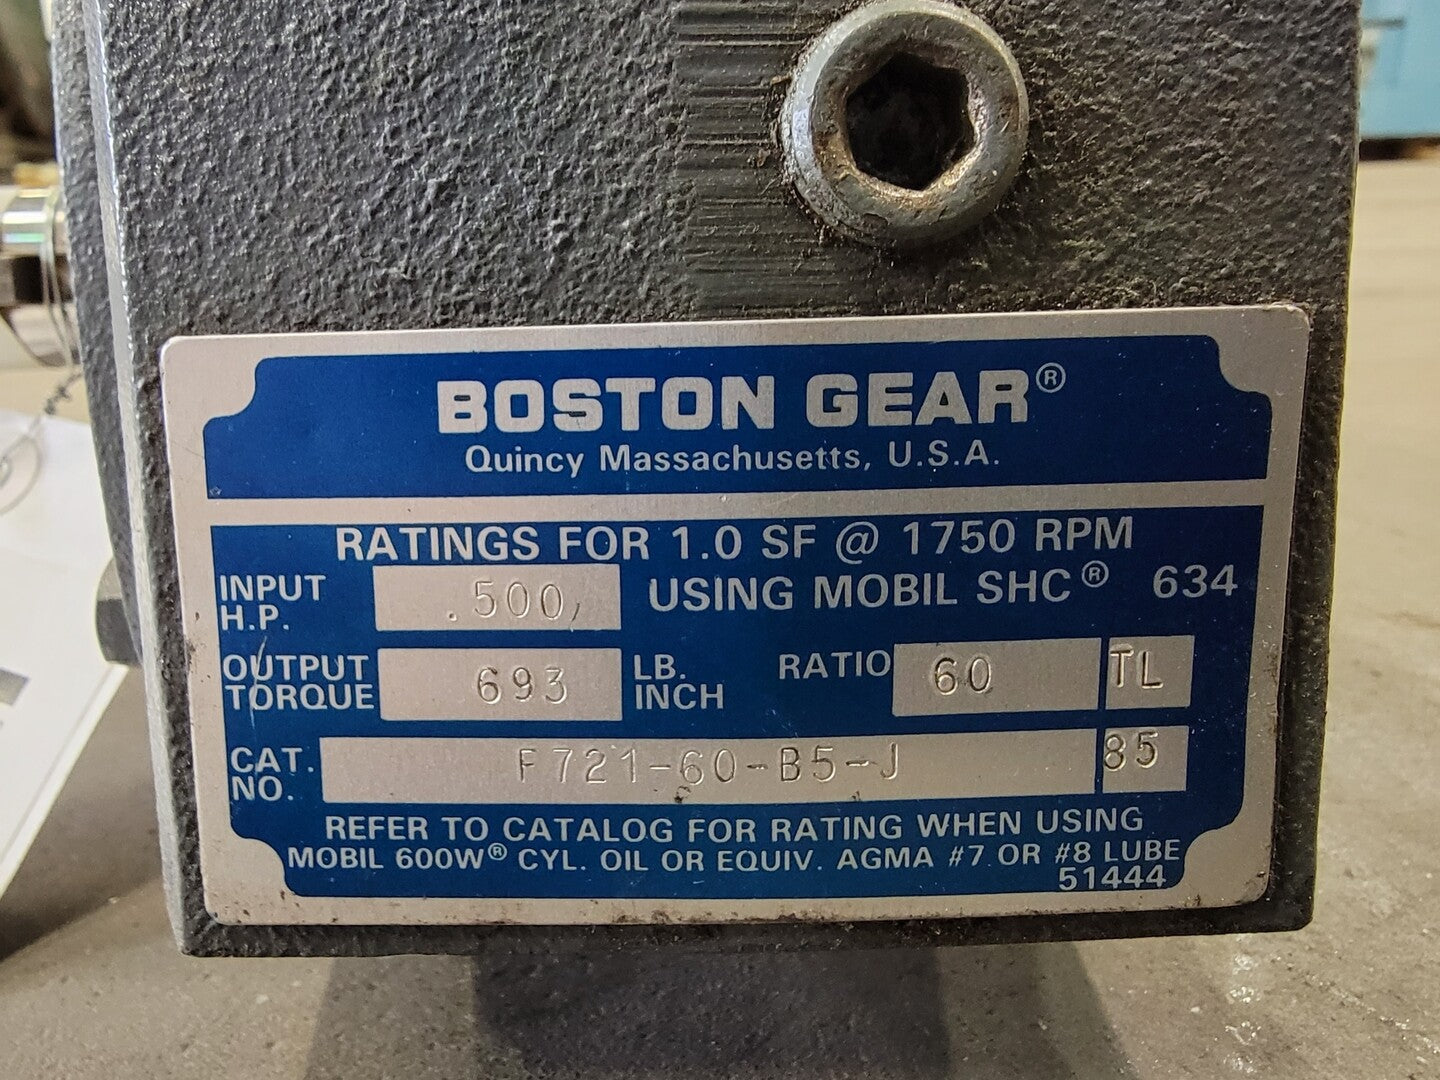 BOSTON GEAR®
Quincy Massachusetts, U.S.A.
RATINGS FOR 1.0 SF @ 1750 RPM
INPUT H.P. .500 USING MOBIL SHC® 634
OUTPUT TORQUE 693 LB. INCH RATIO 60 TL
CAT. NO. F721-60-B5-J 85
REFER TO CATALOG FOR RATING WHEN USING
MOBIL 600W® CYL. OIL OR EQUIV. AGMA #7 OR #8 LUBE
51444